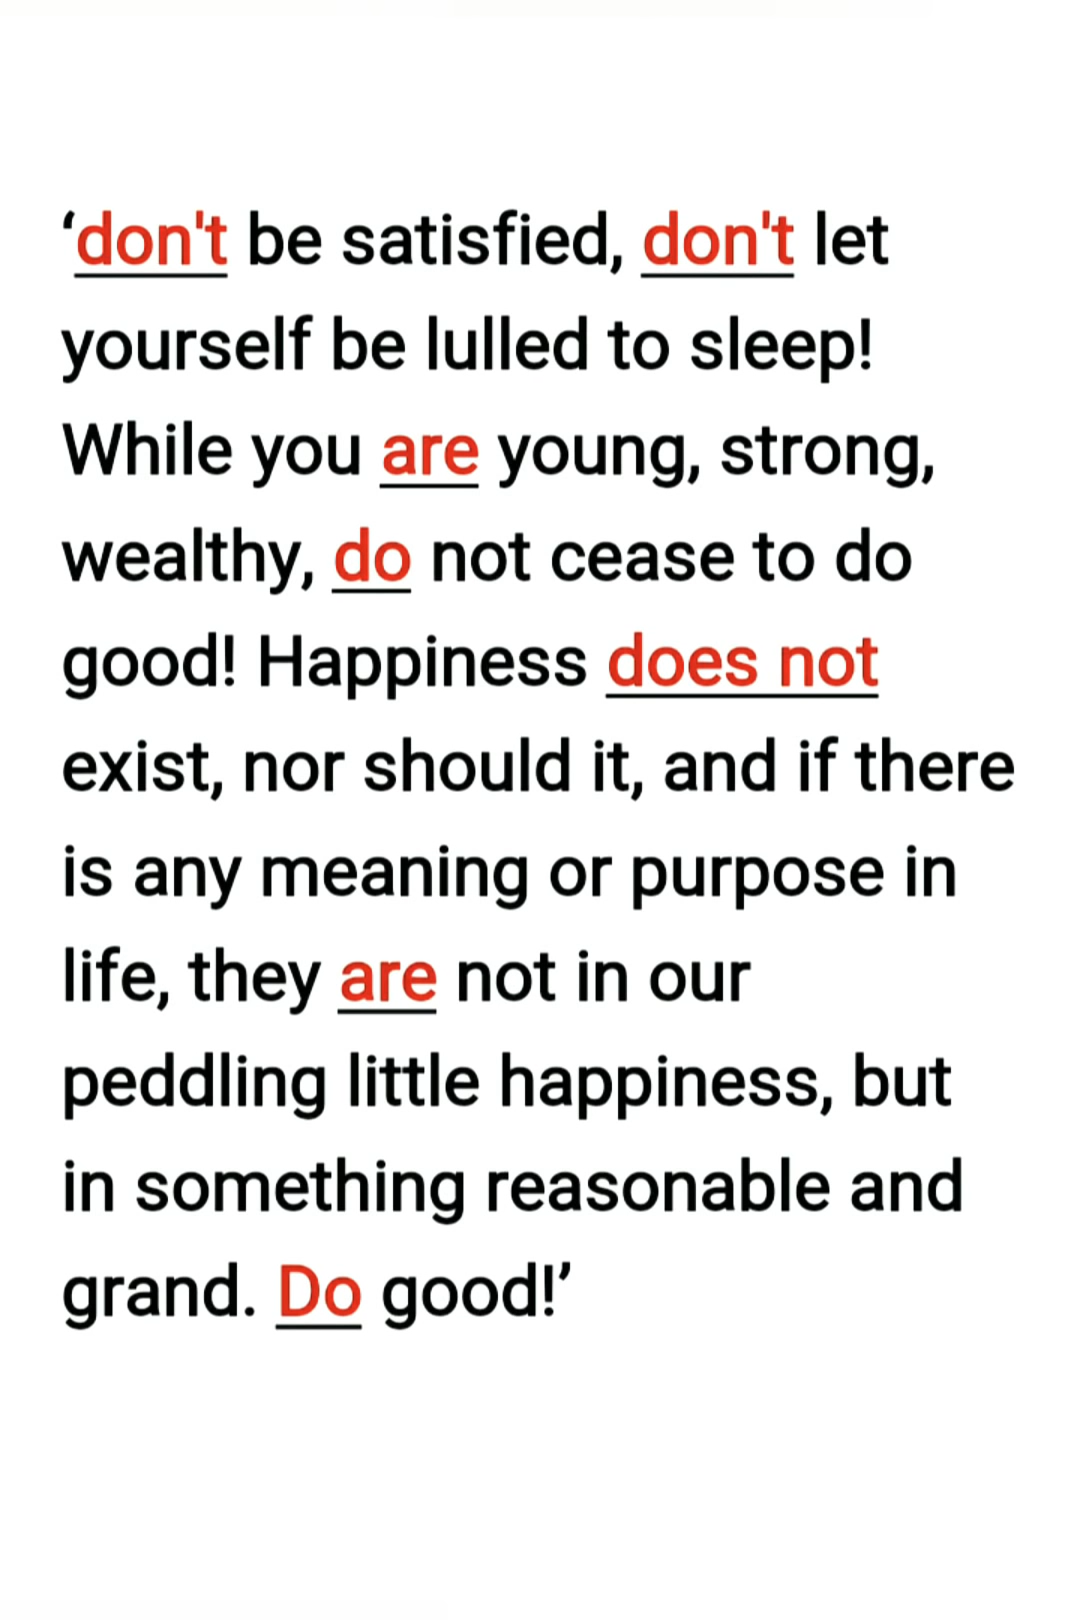 ‘don't be satisfied, don't let
yourself be lulled to sleep!
While you are young, strong,
wealthy, do not cease to do
good! Happiness does not
exist, nor should it, and if there
is any meaning or purpose in
life, they are not in our
peddling little happiness, but
in something reasonable and
grand. Do good!’